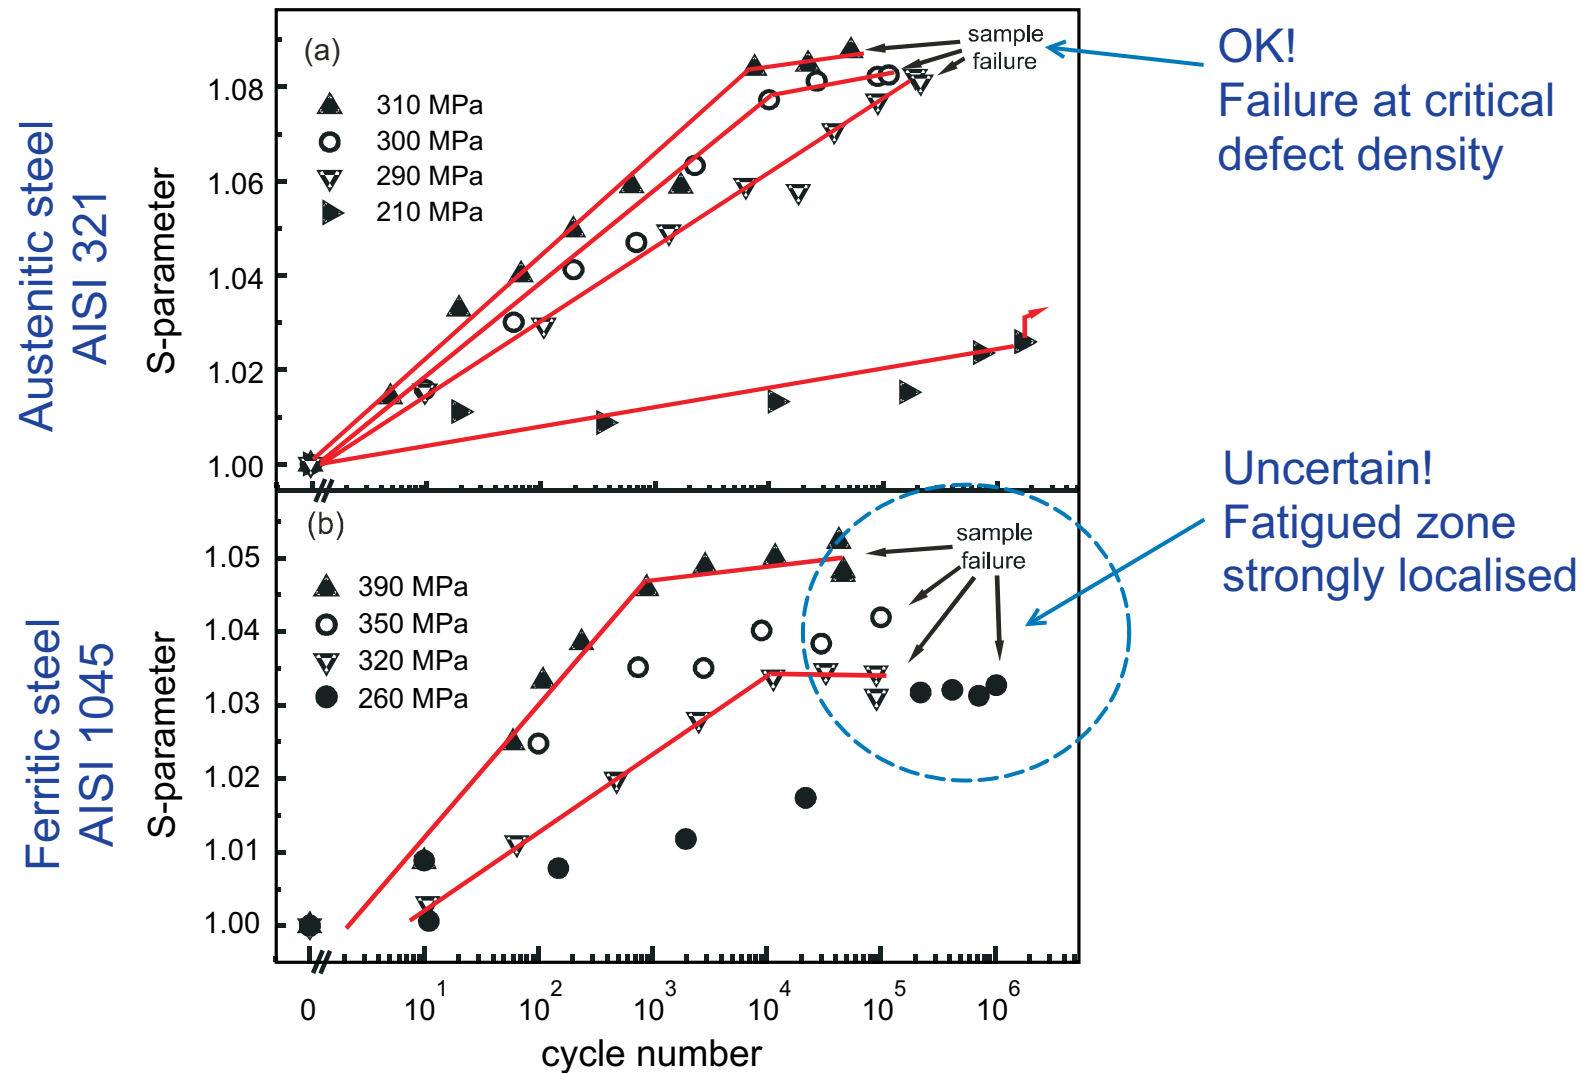 Austenitic steel
AISI 321
S-parameter
1.08
1.06
1.04
1.02
1.00
(a)
310 MPa
300 MPa
290 MPa
210 MPa
sample
failure
OK!
Failure at critical
defect density
Ferritic steel
AISI 1045
S-parameter
1.05
1.04
1.03
1.02
1.01
1.00
(b)
390 MPa
350 MPa
320 MPa
260 MPa
sample
failure
Uncertain!
Fatigued zone
strongly localised
0 10^1 10^2 10^3 10^4 10^5 10^6
cycle number